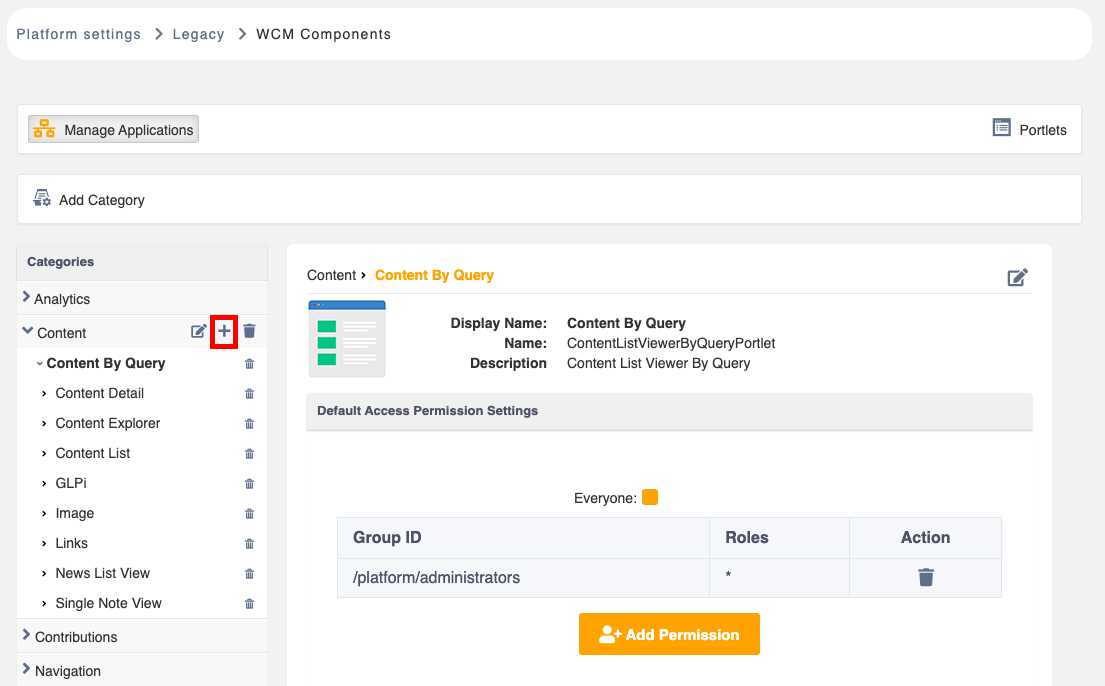 Platform settings > Legacy > WCM Components
Manage Applications
Portlets
Add Category
Categories
Analytics
Content
Content By Query
Content Detail
Content Explorer
Content List
GLPi
Image
Links
News List View
Single Note View
Contributions
Navigation
Content › Content By Query
Display Name: Content By Query
Name: ContentListViewerByQueryPortlet
Description Content List Viewer By Query
Default Access Permission Settings
Everyone:
Group ID Roles Action
/platform/administrators *
Add Permission